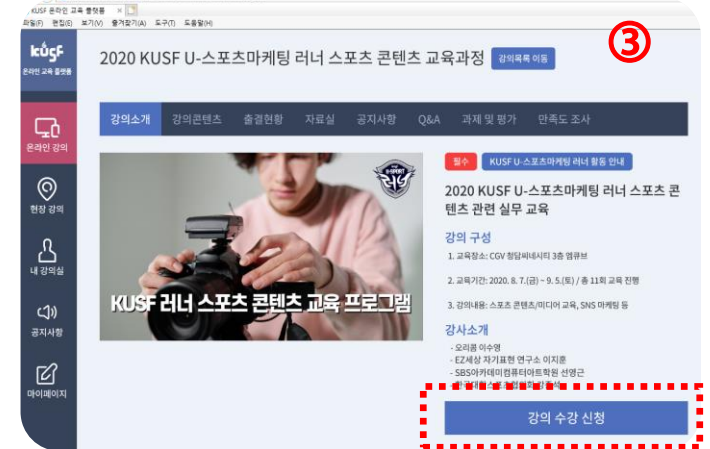 KUSF 온라인 교육 플랫폼
파일(F) 편집(E) 보기(V) 즐겨찾기(A) 도구(T) 도움말(H)
③
kusf
온라인 교육 플랫폼
2020 KUSF U-스포츠마케팅 러너 스포츠 콘텐츠 교육과정 강의목록 이동
강의소개 강의콘텐츠 출결현황 자료실 공지사항 Q&A 과제 및 평가 만족도 조사
온라인 강의
현장 강의
내 강의실
공지사항
마이페이지
U-SPORT
러너
KUSF 러너 스포츠 콘텐츠 교육 프로그램
필수 KUSF U-스포츠마케팅 러너 활동 안내
2020 KUSF U-스포츠마케팅 러너 스포츠 콘
텐츠 관련 실무 교육
강의 구성
1. 교육장소: CGV 청담씨네시티 3층 엠큐브
2. 교육기간: 2020. 8. 7.(금) ~ 9. 5.(토) / 총 11회 교육 진행
3. 강의내용: 스포츠 콘텐츠/미디어 교육, SNS 마케팅 등
강사소개
- 오리콤 이수영
- EZ세상 자기표현 연구소 이지훈
- SBS아카데미컴퓨터아트학원 선영근
강의 수강 신청